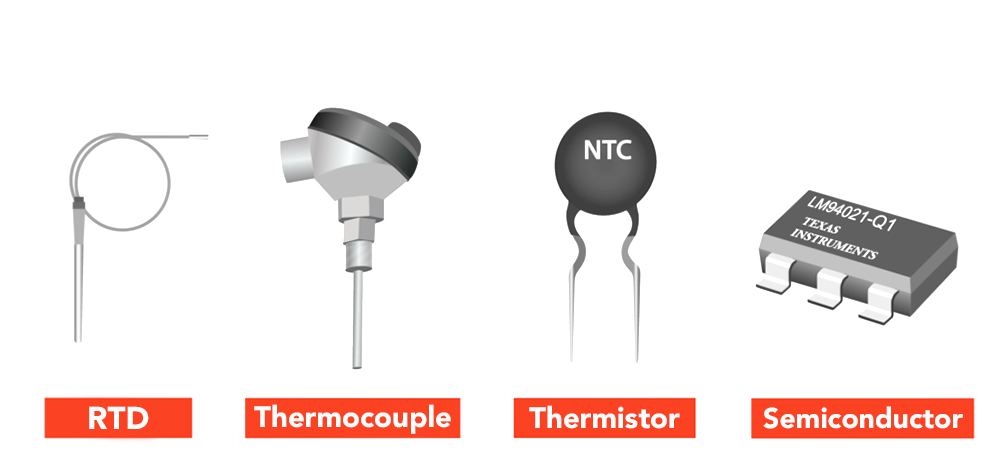 NTC
LM94021-Q1
TEXAS
INSTRUMENTS
RTD
Thermocouple
Thermistor
Semiconductor